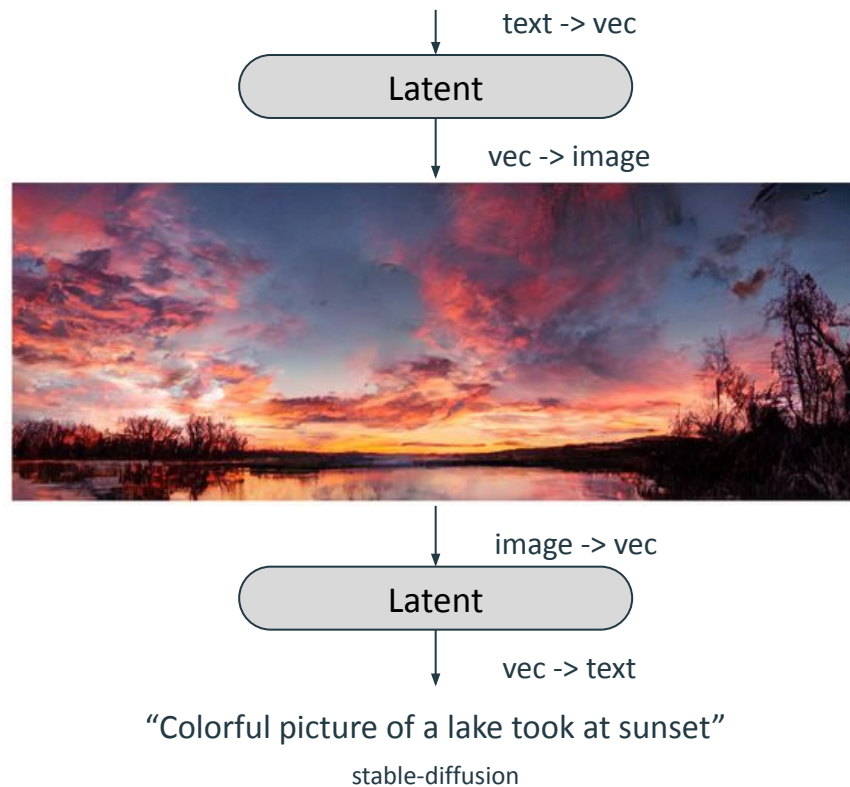 text -> vec
Latent
vec -> image
image -> vec
Latent
vec -> text
“Colorful picture of a lake took at sunset”
stable-diffusion